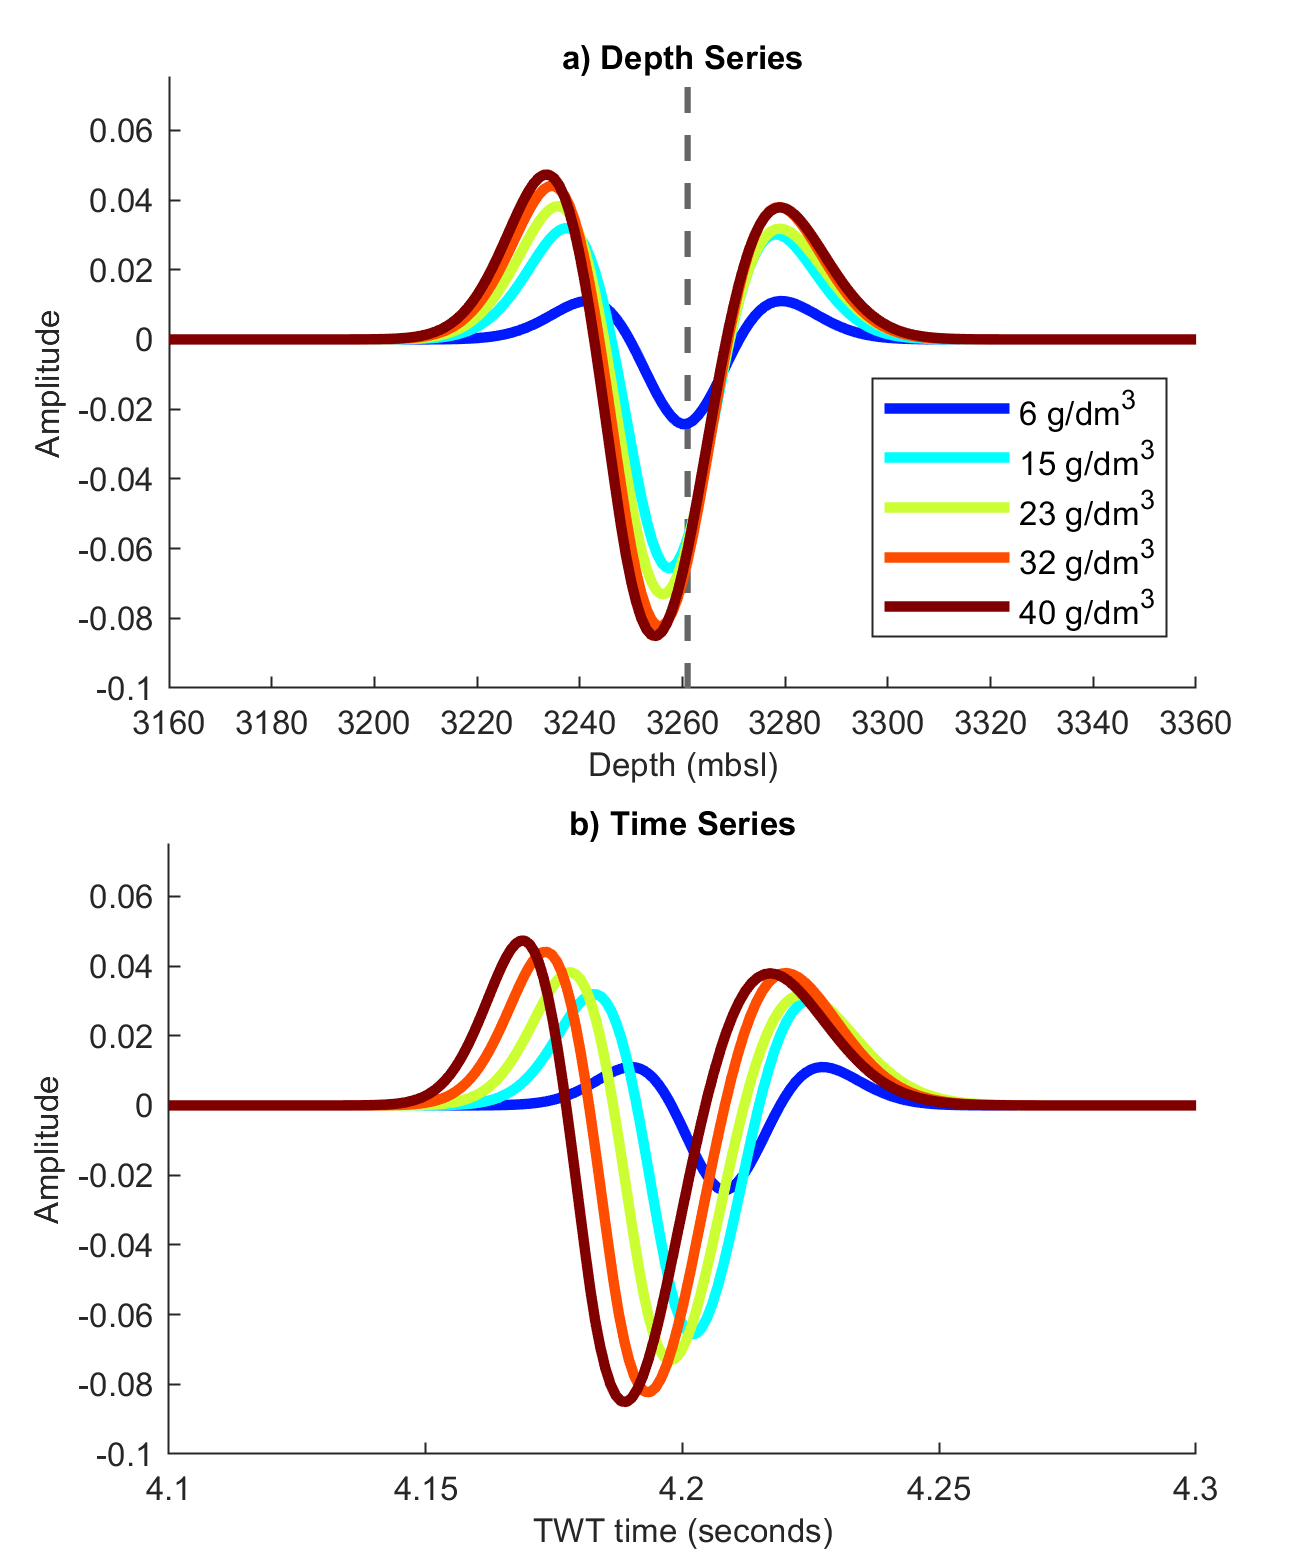 a) Depth Series
0.06
0.04
0.02
0
-0.02
-0.04
-0.06
-0.08
-0.1
Amplitude
6 g/dm³
15 g/dm³
23 g/dm³
32 g/dm³
40 g/dm³
3160 3180 3200 3220 3240 3260 3280 3300 3320 3340 3360
Depth (mbsl)
b) Time Series
0.06
0.04
0.02
0
-0.02
-0.04
-0.06
-0.08
-0.1
Amplitude
4.1 4.15 4.2 4.25 4.3
TWT time (seconds)